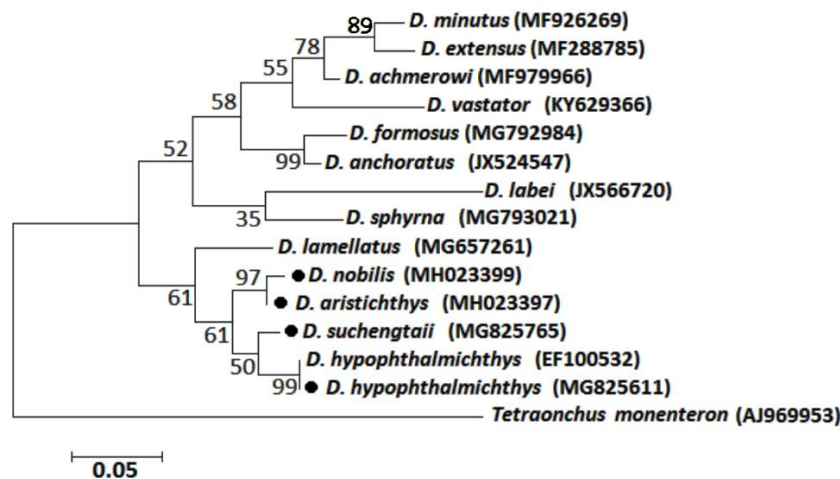 89 D. minutus (MF926269)
78 D. extensus (MF288785)
55 D. achmerowi (MF979966)
58 D. vastator (KY629366)
D. formosus (MG792984)
52 99 D. anchoratus (JX524547)
D. labei (JX566720)
35 D. sphyrna (MG793021)
D. lamellatus (MG657261)
97 D. nobilis (MH023399)
61 D. aristichthys (MH023397)
61 D. suchengtaii (MG825765)
50 D. hypophthalmichthys (EF100532)
99 D. hypophthalmichthys (MG825611)
Tetraonchus monenteron (AJ969953)
0.05